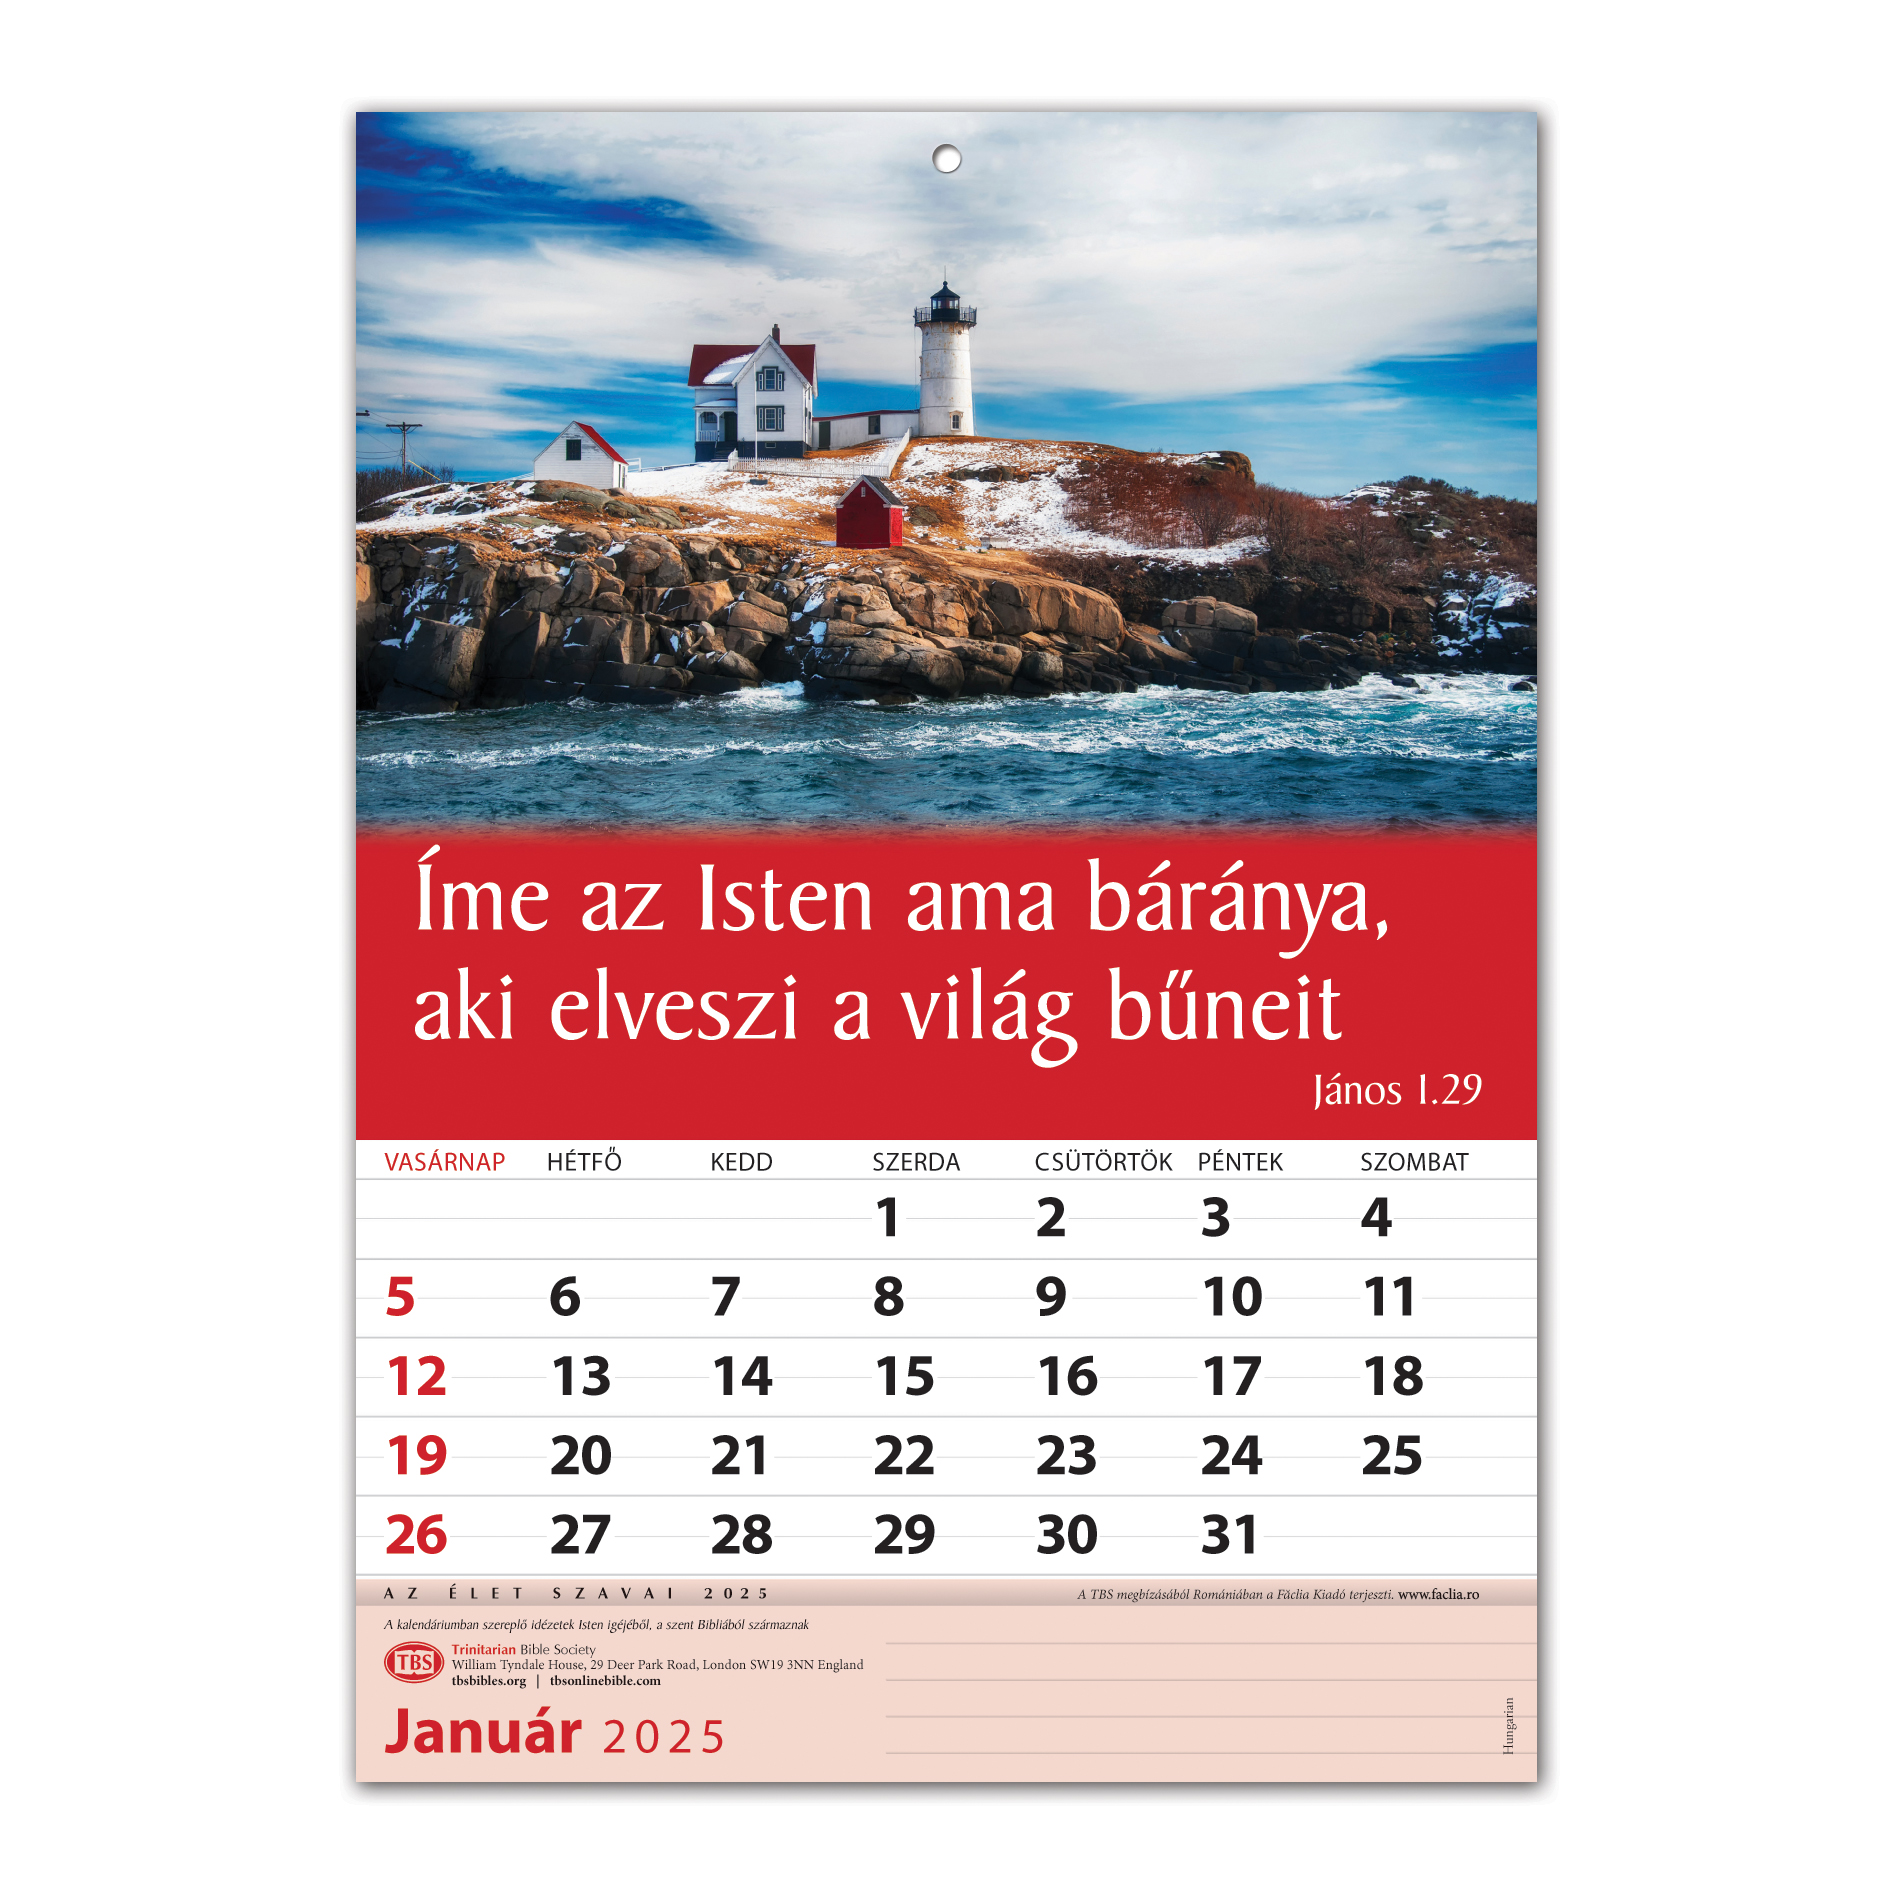 Íme az Isten ama báránya,
aki elveszi a világ bűneit
János 1.29
VASÁRNAP HÉTFŐ KEDD SZERDA CSÜTÖRTÖK PÉNTEK SZOMBAT
1 2 3 4
5 6 7 8 9 10 11
12 13 14 15 16 17 18
19 20 21 22 23 24 25
26 27 28 29 30 31
AZ ÉLET SZAVAI 2025
A TBS megbízásából Romániában a Făclia Kiadó terjeszti. www.faclia.ro
A kalendáriumban szereplő idézetek Isten igéjéből, a szent Bibliából származnak
TBS
Trinitarian Bible Society
William Tyndale House, 29 Deer Park Road, London SW19 3NN England
tbsbibles.org | tbsonlinebible.com
Január 2025
Hungarian